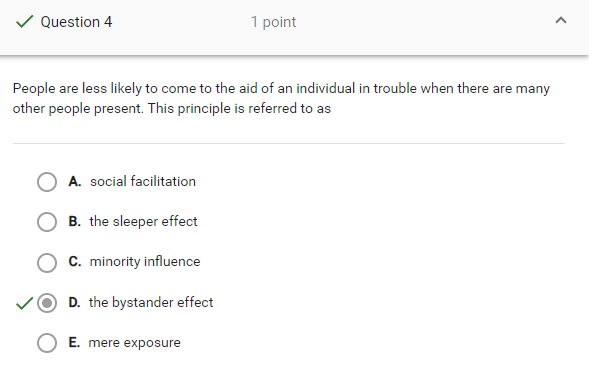 Question 4
1 point
People are less likely to come to the aid of an individual in trouble when there are many
other people present. This principle is referred to as
A. social facilitation
B. the sleeper effect
C. minority influence
D. the bystander effect
E. mere exposure